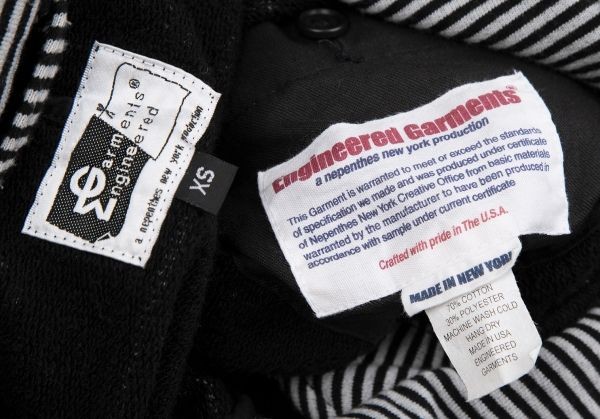 Engineered
Garments®
a nepenthes new york production
SX
Engineered Garments®
a nepenthes new york production
This Garment is warranted to meet or exceed the standards
of specification we made and was produced under certificate
of Nepenthes New York Creative Office from basic materials
warranted by the manufacturer to have been produced in
accordance with sample under current certificate
Crafted with pride in The U.S.A.
MADE IN NEW YORK
70% COTTON
30% POLYESTER
MACHINE WASH COLD
HANG DRY
MADE IN USA
ENGINEERED
GARMENTS